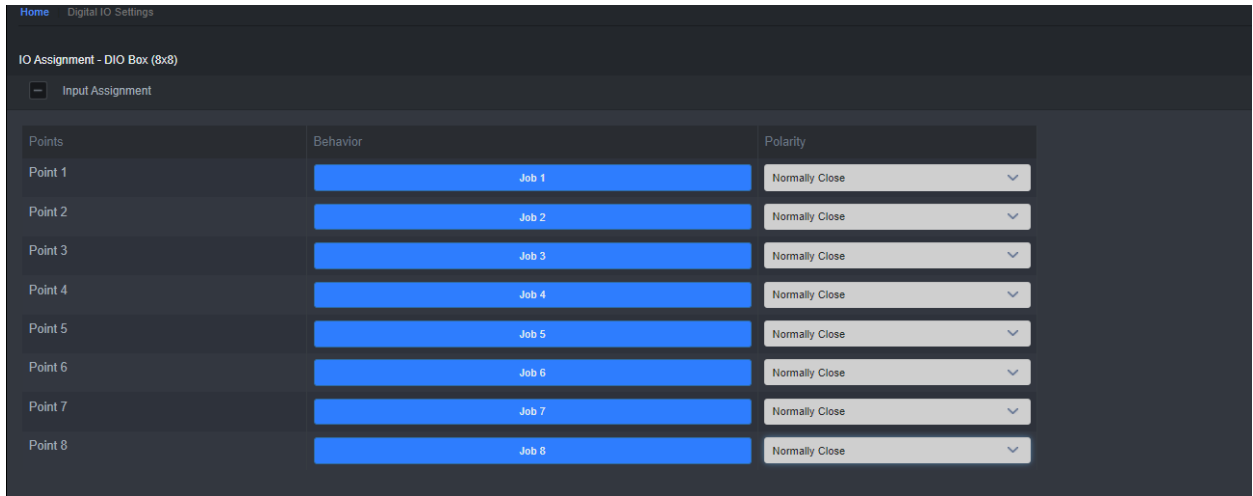 Home Digital IO Settings
IO Assignment - DIO Box (8x8)
Input Assignment
Points Behavior Polarity
Point 1 Job 1 Normally Close
Point 2 Job 2 Normally Close
Point 3 Job 3 Normally Close
Point 4 Job 4 Normally Close
Point 5 Job 5 Normally Close
Point 6 Job 6 Normally Close
Point 7 Job 7 Normally Close
Point 8 Job 8 Normally Close